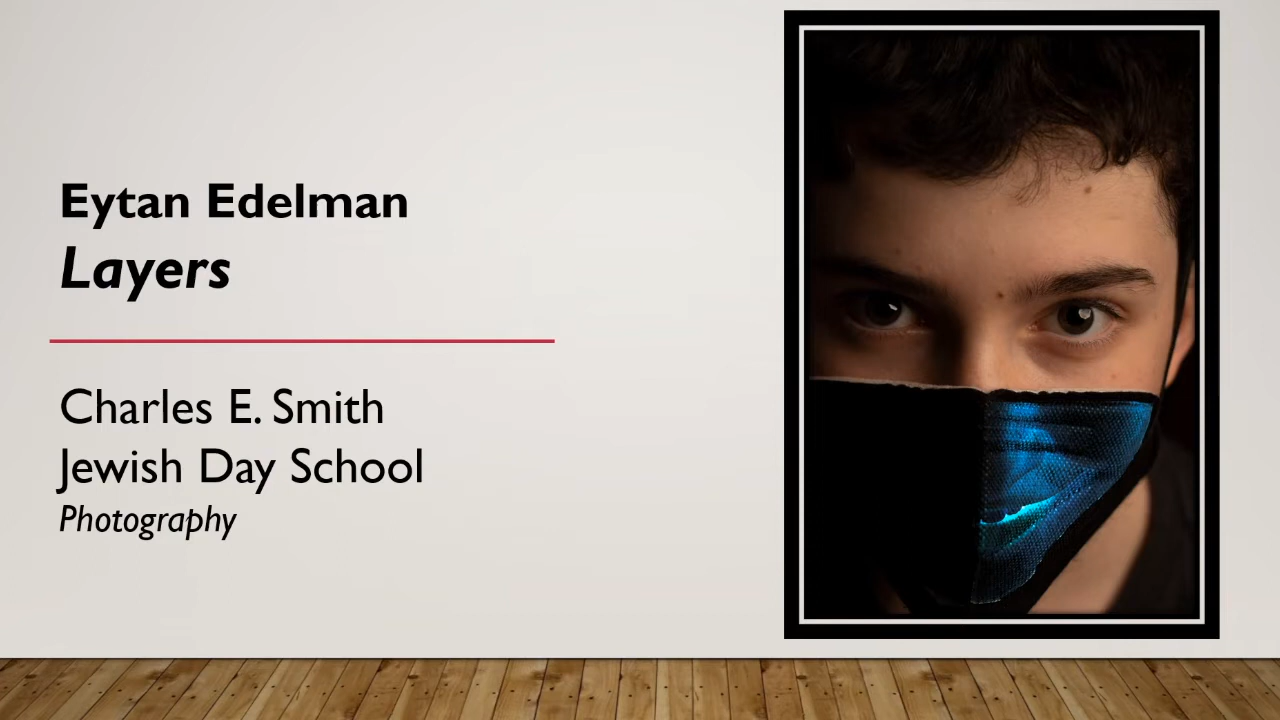 Eytan Edelman
Layers
Charles E. Smith
Jewish Day School
Photography